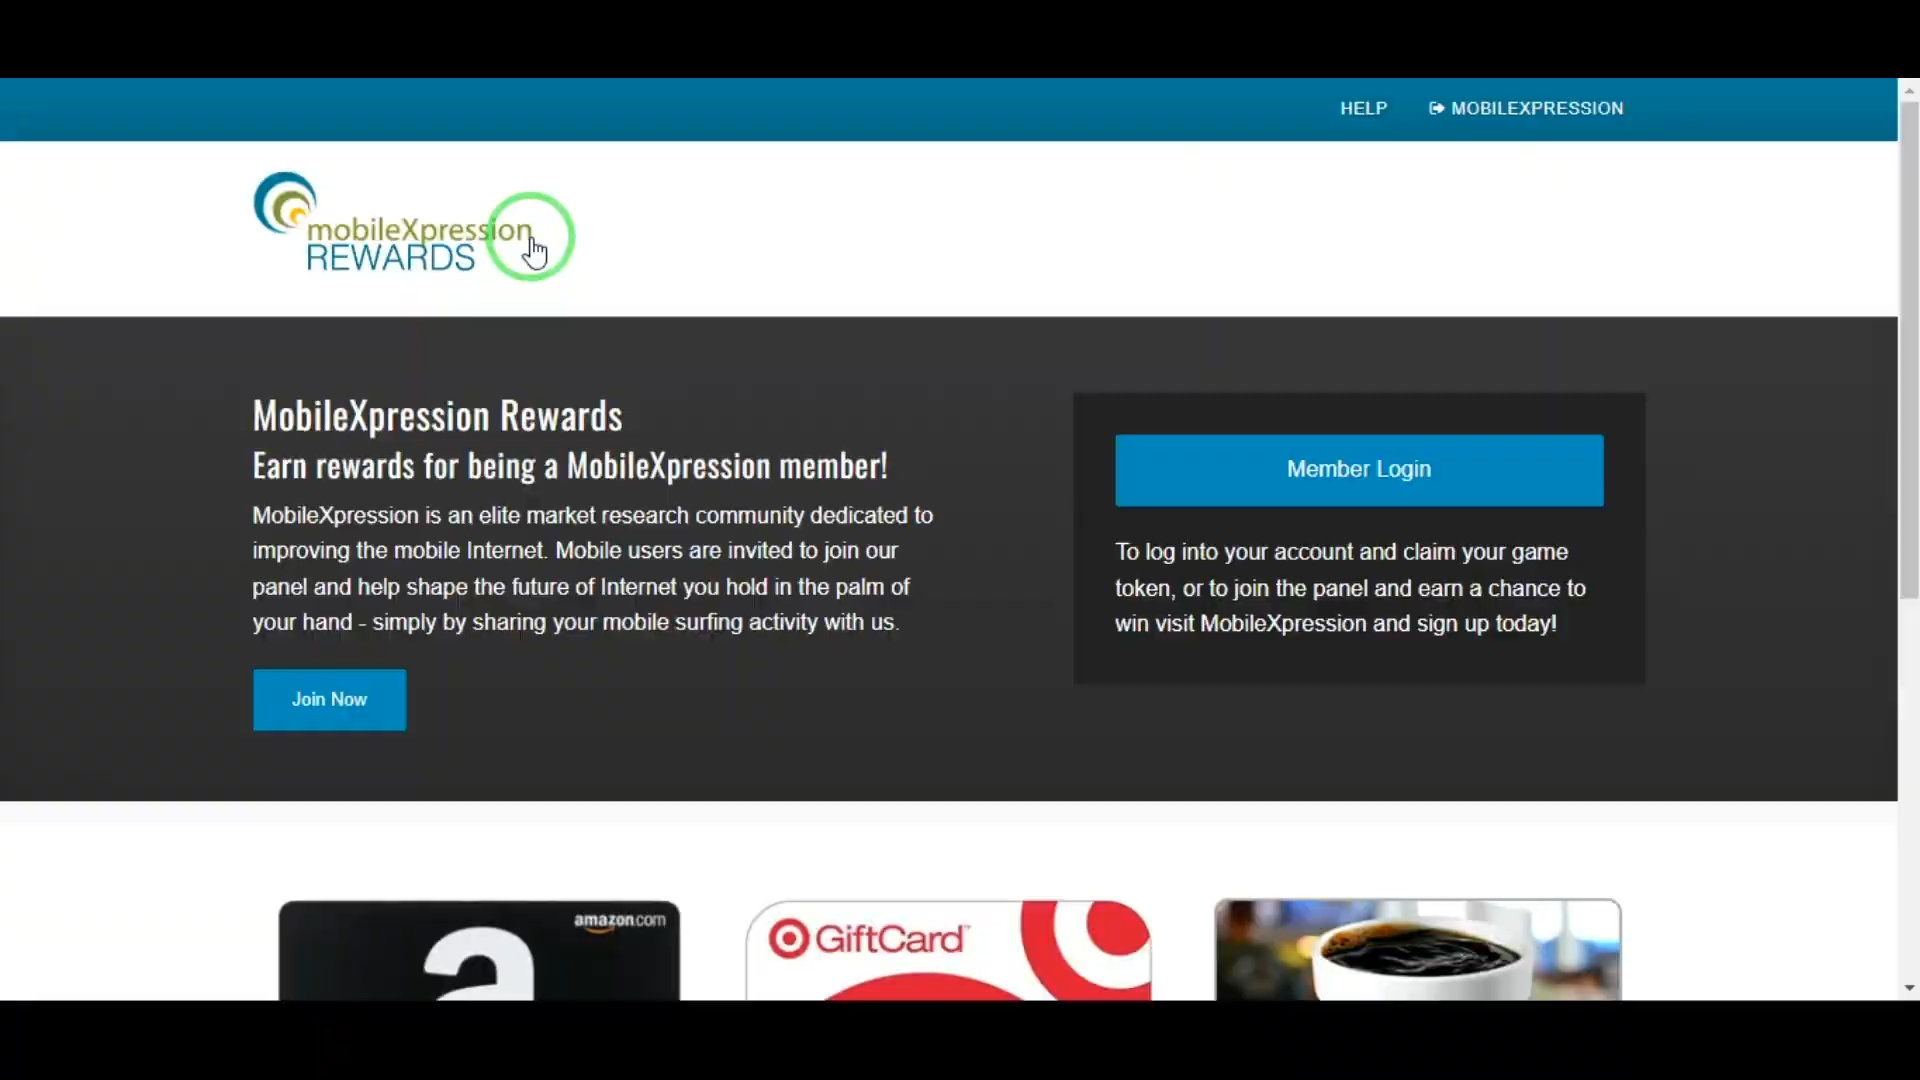 HELP
MOBILEXPRESSION
mobileXpression
REWARDS
MobileXpression Rewards
Earn rewards for being a MobileXpression member!
MobileXpression is an elite market research community dedicated to
improving the mobile Internet. Mobile users are invited to join our
panel and help shape the future of Internet you hold in the palm of
your hand - simply by sharing your mobile surfing activity with us.
Join Now
Member Login
To log into your account and claim your game
token, or to join the panel and earn a chance to
win visit MobileXpression and sign up today!
amazon.com
a
GiftCard